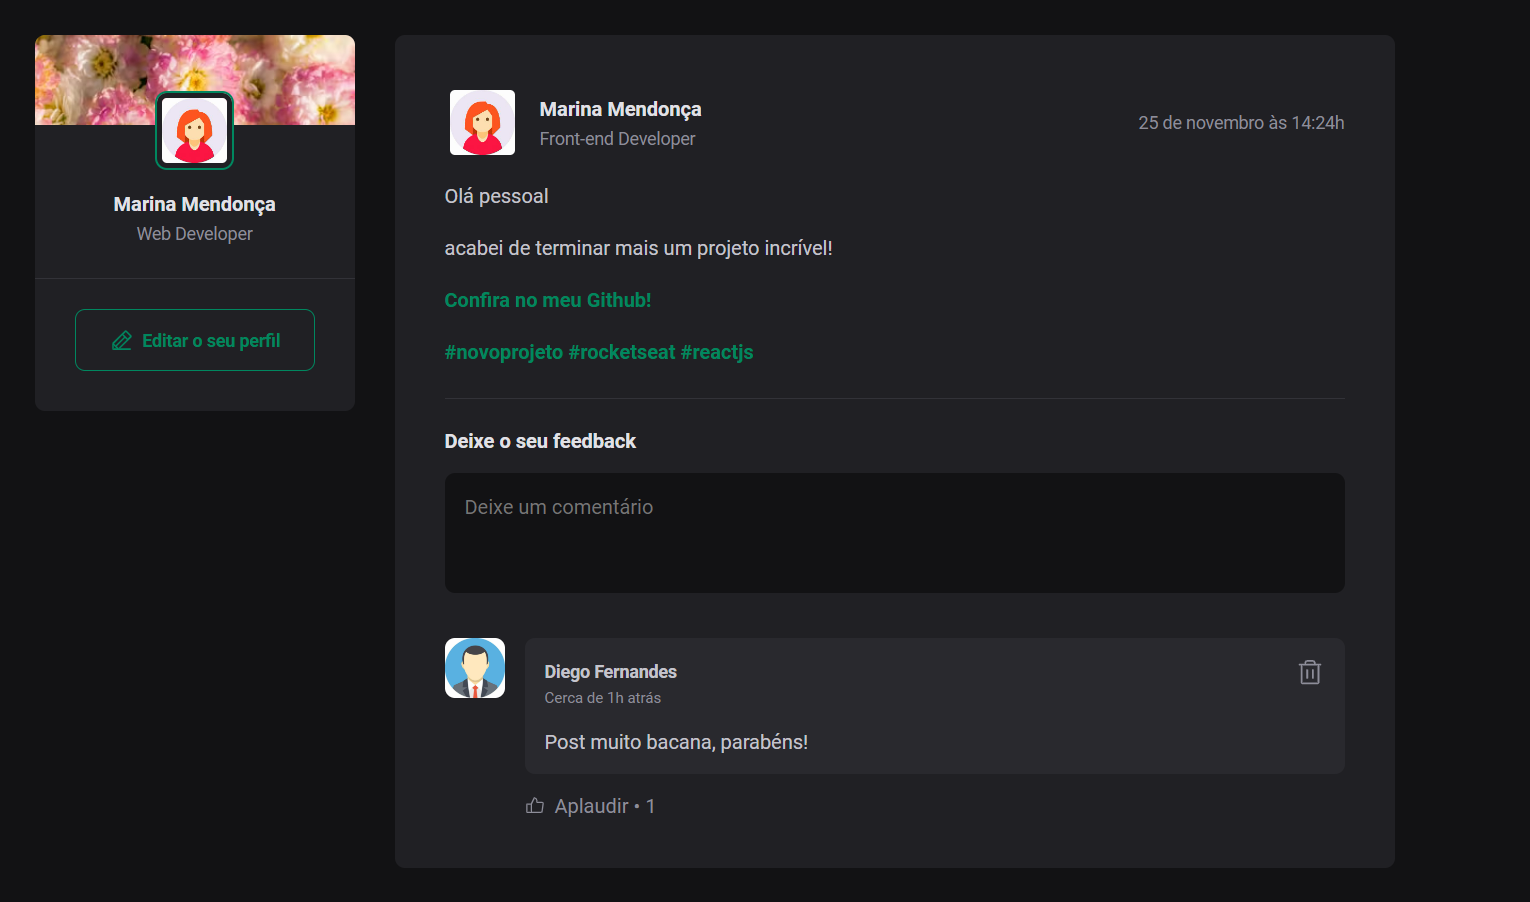 Marina Mendonça
Web Developer
Editar o seu perfil
Marina Mendonça
Front-end Developer
25 de novembro às 14:24h
Olá pessoal
acabei de terminar mais um projeto incrível!
Confira no meu Github!
#novoprojeto #rocketseat #reactjs
Deixe o seu feedback
Deixe um comentário
Diego Fernandes
Cerca de 1h atrás
Post muito bacana, parabéns!
Aplaudir • 1